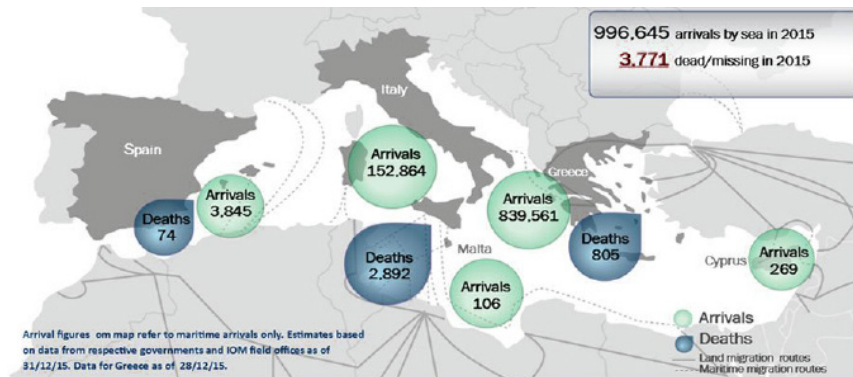 996,645 arrivals by sea in 2015
3,771 dead/missing in 2015
Italy
Spain
Arrivals
152,864
Greece
Arrivals
3,845
Deaths
74
Arrivals
839,561
Deaths
805
Malta
Deaths
2,892
Cyprus
Arrivals
269
Arrivals
106
Arrivals
Deaths
Land migration routes
Maritime migration routes
Arrival figures om map refer to maritime arrivals only. Estimates based
on data from respective governments and IOM field offices as of
31/12/15. Data for Greece as of 28/12/15.